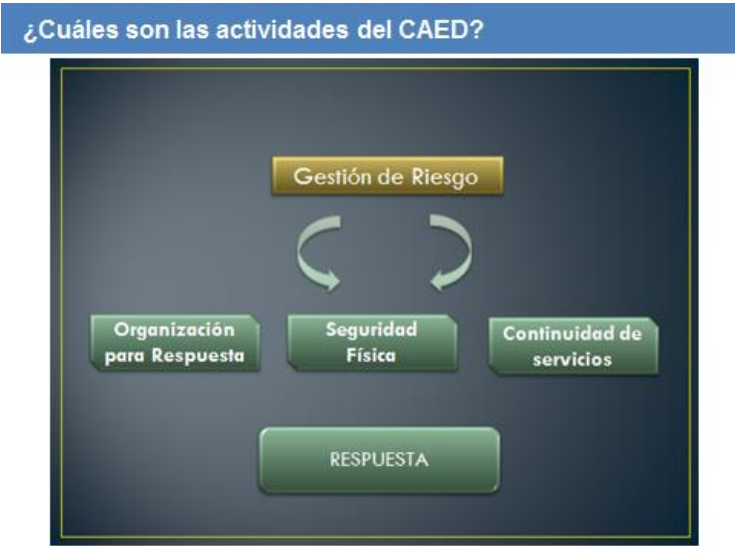 ¿Cuáles son las actividades del CAED?
Gestión de Riesgo
Organización
para Respuesta
Seguridad
Física
Continuidad de
servicios
RESPUESTA